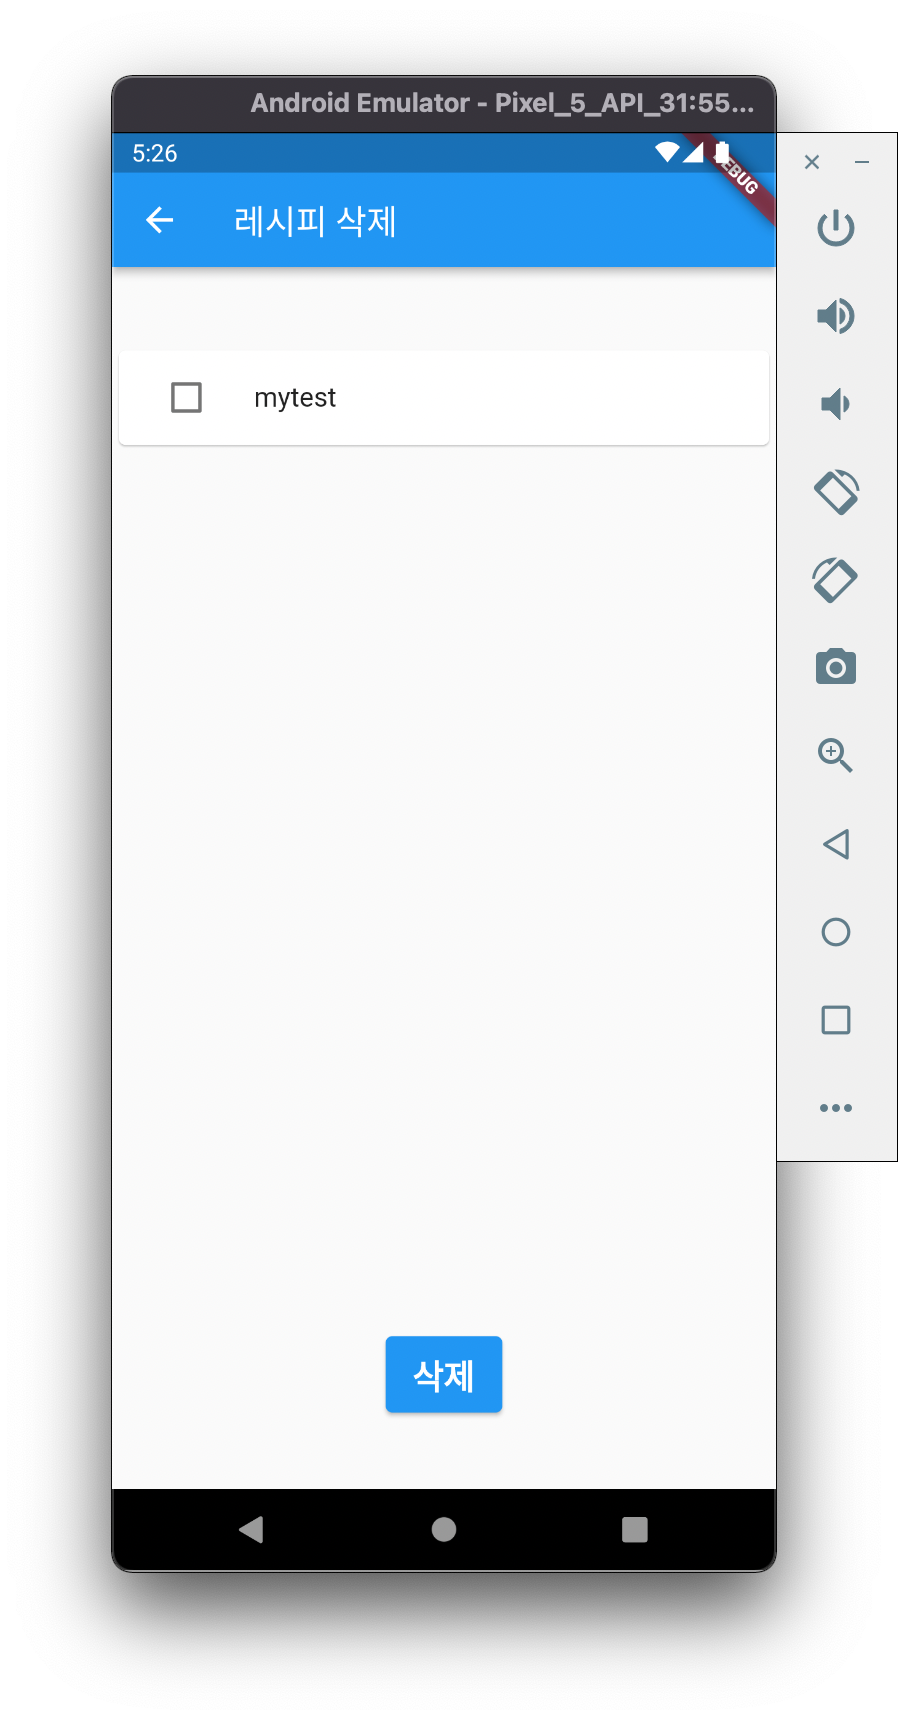 Android Emulator - Pixel_5_API_31:55...
5:26
DEBUG
레시피 삭제
mytest
삭제